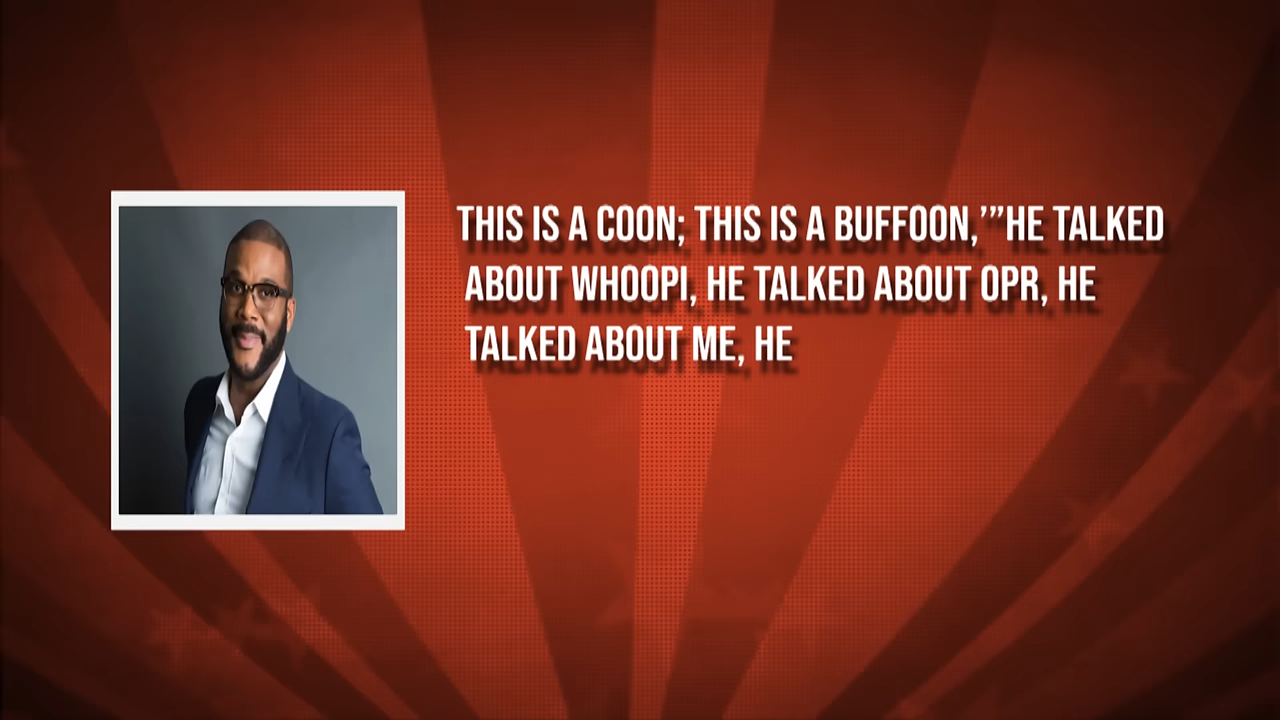 THIS IS A COON; THIS IS A BUFFOON,’”HE TALKED
ABOUT WHOOPI, HE TALKED ABOUT OPR, HE
TALKED ABOUT ME, HE